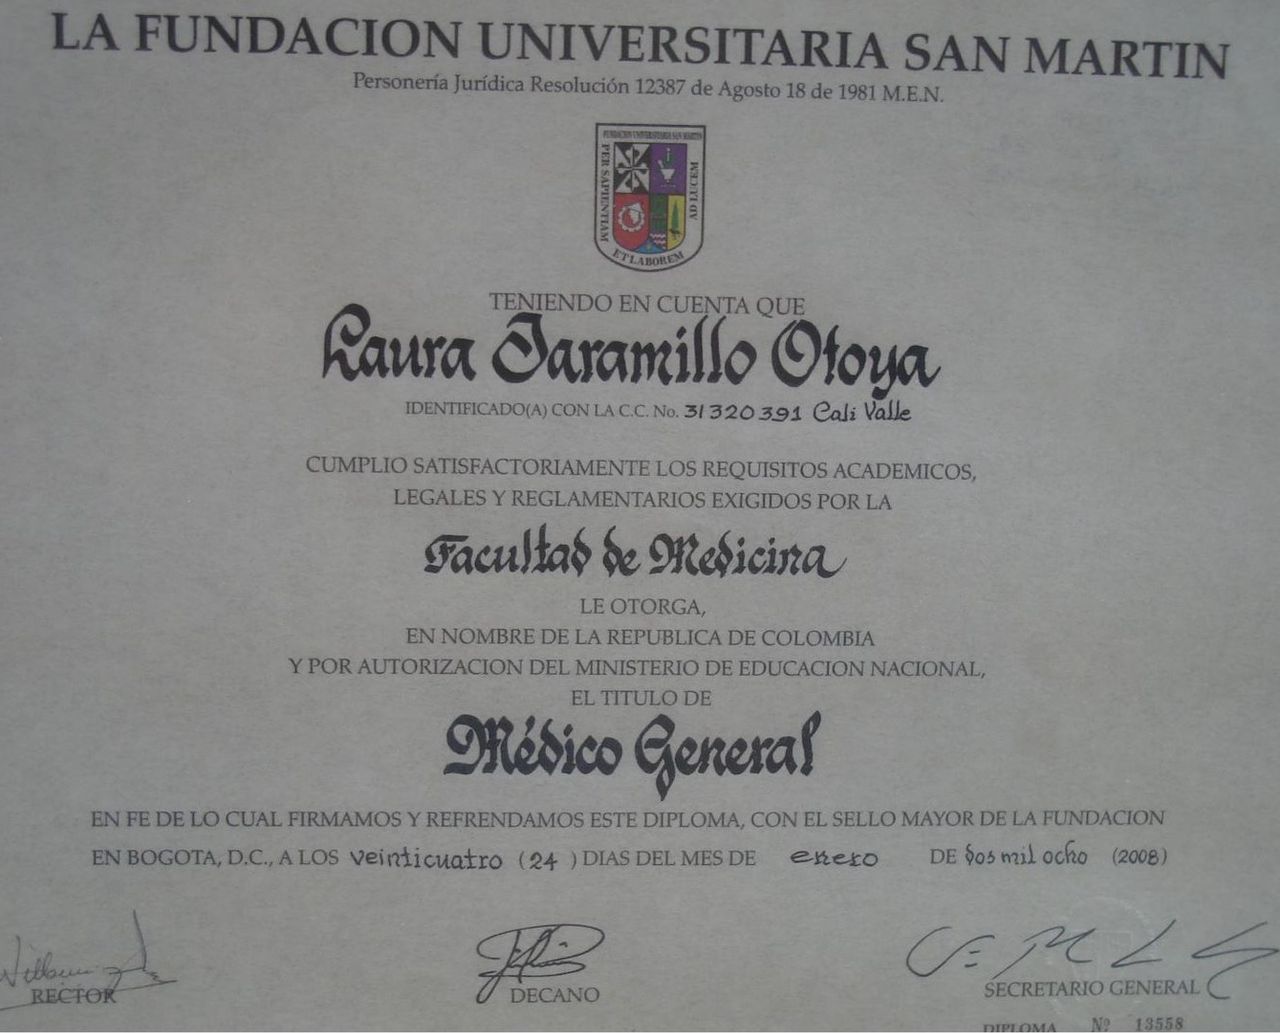 LA FUNDACION UNIVERSITARIA SAN MARTIN
Personería Jurídica Resolución 12387 de Agosto 18 de 1981 M.E.N.
FUNDACION UNIVERSITARIA SAN MARTIN
PER SAPIENTIAM
AD LUCEM
ET LABOREM
TENIENDO EN CUENTA QUE
Laura Jaramillo Otoya
IDENTIFICADO(A) CON LA C.C. No. 31320391 Cali Valle
CUMPLIO SATISFACTORIAMENTE LOS REQUISITOS ACADEMICOS,
LEGALES Y REGLAMENTARIOS EXIGIDOS POR LA
Facultad de Medicina
LE OTORGA,
EN NOMBRE DE LA REPUBLICA DE COLOMBIA
Y POR AUTORIZACION DEL MINISTERIO DE EDUCACION NACIONAL,
EL TITULO DE
Médico General
EN FE DE LO CUAL FIRMAMOS Y REFRENDAMOS ESTE DIPLOMA, CON EL SELLO MAYOR DE LA FUNDACION
EN BOGOTA, D.C., A LOS veinticuatro (24) DIAS DEL MES DE enero DE dos mil ocho (2008)
RECTOR
DECANO
SECRETARIO GENERAL
DIPLOMA Nº 13558